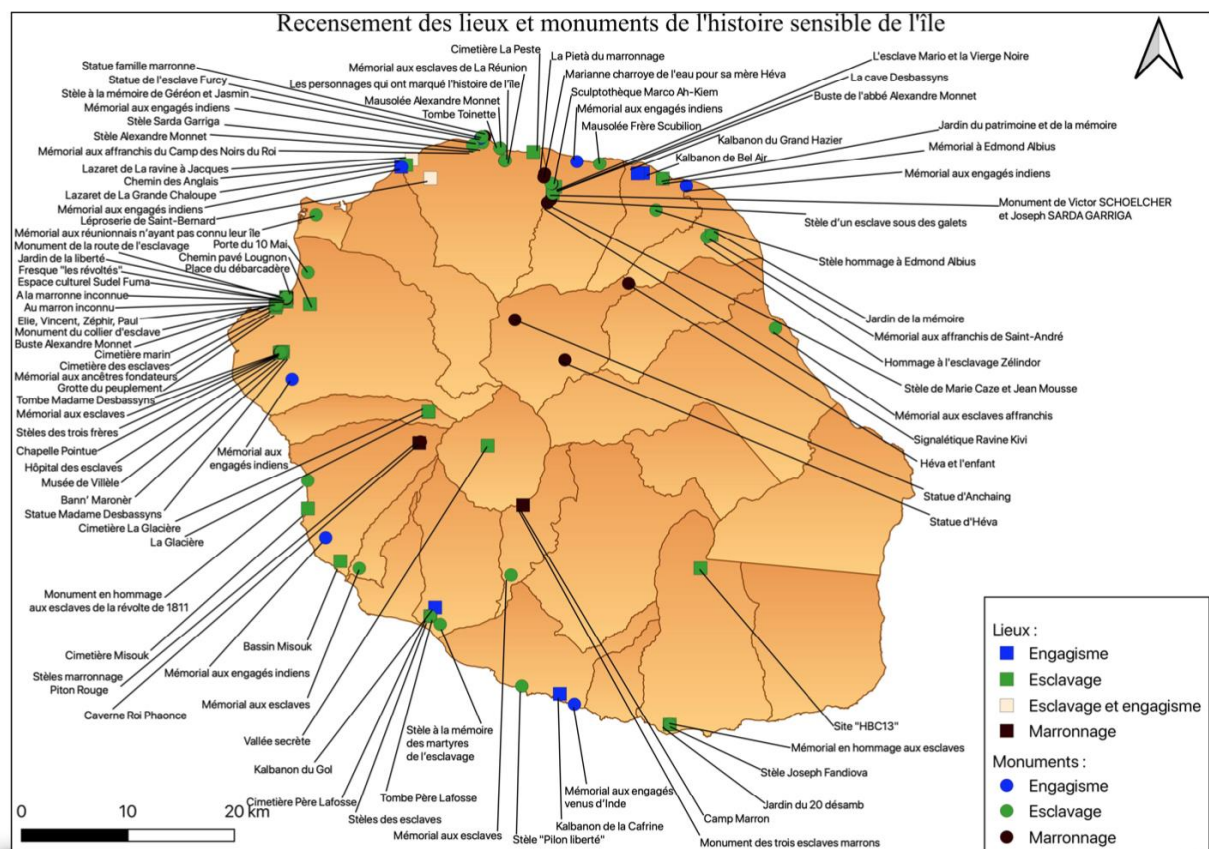 Recensement des lieux et monuments de l'histoire sensible de l'île
Cimetière La Peste
La Pietà du marronnage
L'esclave Mario et la Vierge Noire
Statue famille marronne
Mémorial aux esclaves de La Réunion
Marianne charroye de l'eau pour sa mère Héva
La cave Desbassyns
Statue de l'esclave Furcy
Les personnages qui ont marqué l'histoire de l'île
Sculptothèque Marco Ah-Kiem
Buste de l'abbé Alexandre Monnet
Stèle à la mémoire de Géréon et Jasmin
Mausolée Alexandre Monnet
Mémorial aux engagés indiens
Mémorial aux engagés indiens
Tombe Toinette
Mausolée Frère Scubilion
Jardin du patrimoine et de la mémoire
Stèle Sarda Garriga
Kalbanon du Grand Hazier
Stèle Alexandre Monnet
Mémorial à Edmond Albius
Mémorial aux affranchis du Camp des Noirs du Roi
Kalbanon de Bel Air
Lazaret de La ravine à Jacques
Mémorial aux engagés indiens
Chemin des Anglais
Lazaret de La Grande Chaloupe
Monument de Victor SCHOELCHER
et Joseph SARDA GARRIGA
Mémorial aux engagés indiens
Léproserie de Saint-Bernard
Stèle d'un esclave sous des galets
Mémorial aux réunionnais n'ayant pas connu leur île
Monument de la route de l'esclavage
Porte du 10 Mai
Jardin de la liberté
Chemin pavé Lougnon
Stèle hommage à Edmond Albius
Fresque "les révoltés"
Place du débarcadère
Espace culturel Sudel Fuma
A la marronne inconnue
Au marron inconnu
Jardin de la mémoire
Elie, Vincent, Zéphir, Paul
Monument du collier d'esclave
Mémorial aux affranchis de Saint-André
Buste Alexandre Monnet
Cimetière marin
Hommage à l'esclavage Zélindor
Cimetière des esclaves
Mémorial aux ancêtres fondateurs
Grotte du peuplement
Stèle de Marie Caze et Jean Mousse
Tombe Madame Desbassyns
Mémorial aux esclaves
Mémorial aux esclaves affranchis
Stèles des trois frères
Signalétique Ravine Kivi
Chapelle Pointue
Mémorial aux
engagés indiens
Héva et l'enfant
Hôpital des esclaves
Musée de Villèle
Bann' Maronèr
Statue d'Anchaing
Statue Madame Desbassyns
Statue d'Héva
Cimetière La Glacière
La Glacière
Monument en hommage
aux esclaves de la révolte de 1811
Bassin Misouk
Cimetière Misouk
Mémorial aux engagés indiens
Stèles marronnage
Piton Rouge
Mémorial aux esclaves
Caverne Roi Phaonce
Vallée secrète
Stèle à la mémoire
des martyres
de l'esclavage
Site "HBC13"
Mémorial en hommage aux esclaves
Kalbanon du Gol
Stèle Joseph Fandiova
Cimetière Père Lafosse
Tombe Père Lafosse
Mémorial aux engagés
venus d'Inde
Jardin du 20 désamb
Stèles des esclaves
Camp Marron
Kalbanon de la Cafrine
Mémorial aux esclaves
Stèle "Pilon liberté"
Monument des trois esclaves marrons
0 10 20 km
Lieux :
Engagisme
Esclavage
Esclavage et engagisme
Marronnage
Monuments :
Engagisme
Esclavage
Marronnage